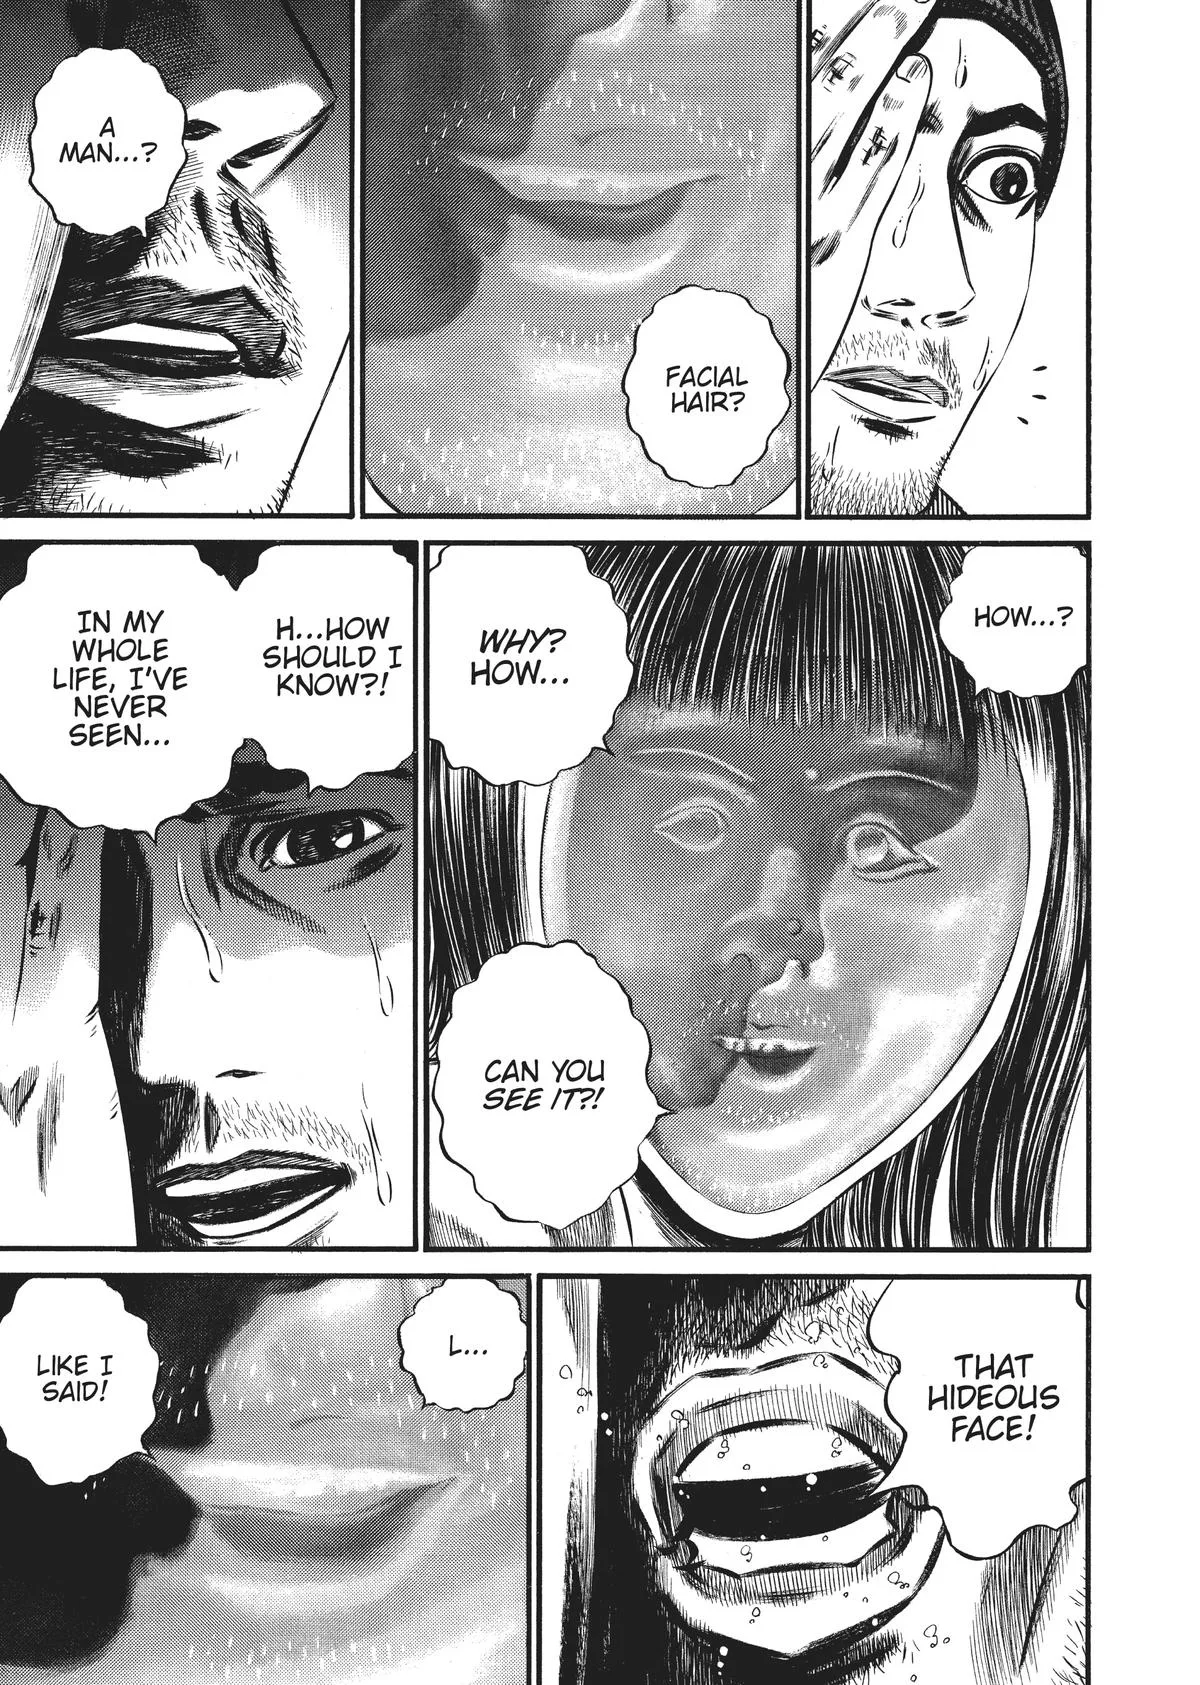 FACIAL
HAIR?
A
MAN...?
HOW...?
WHY?
HOW...
CAN YOU
SEE IT?!
H...HOW
SHOULD I
KNOW?!
IN MY
WHOLE
LIFE, I'VE
NEVER
SEEN...
THAT
HIDEOUS
FACE!
L...
LIKE I
SAID!